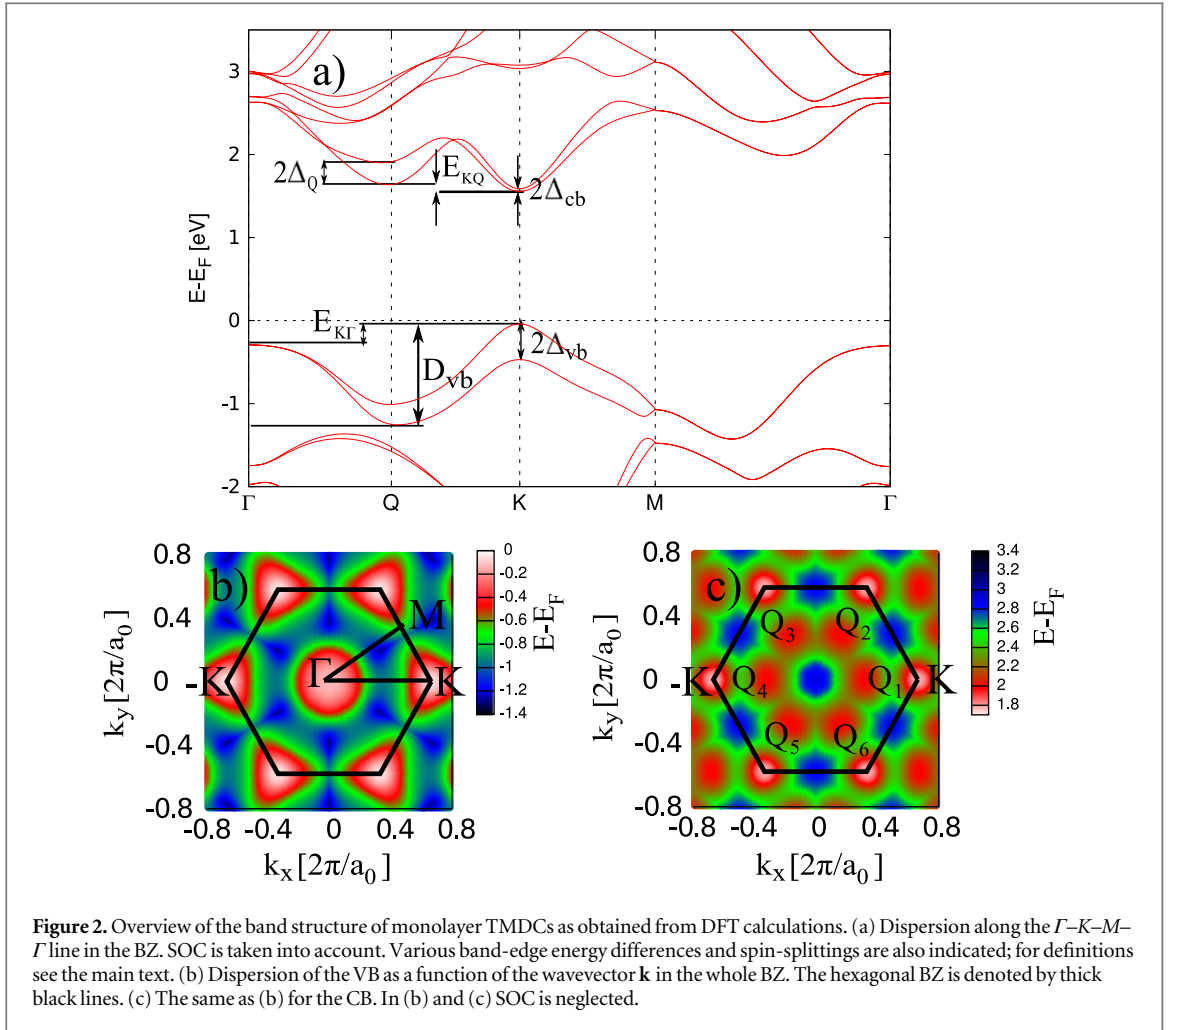 a)
3
2
1
0
-1
-2
E-E_F [eV]
2Δ_Q
E_KQ
2Δ_cb
E_KΓ
D_vb
2Δ_vb
Γ Q K M Γ
b)
0.8
0.4
0
-0.4
-0.8
k_y [2π/a_0]
M
-K Γ K
-0.8 -0.4 0 0.4 0.8
k_x [2π/a_0]
0
-0.2
-0.4
-0.6
-0.8
-1
-1.2
-1.4
E-E_F
c)
0.8
0.4
0
-0.4
-0.8
k_y [2π/a_0]
Q_3 Q_2
-K Q_4 Q_1 K
Q_5 Q_6
-0.8 -0.4 0 0.4 0.8
k_x [2π/a_0]
3.4
3.2
3
2.8
2.6
2.4
2.2
2
1.8
E-E_F
Figure 2. Overview of the band structure of monolayer TMDCs as obtained from DFT calculations. (a) Dispersion along the Γ–K–M–
Γ line in the BZ. SOC is taken into account. Various band-edge energy differences and spin-splittings are also indicated; for definitions
see the main text. (b) Dispersion of the VB as a function of the wavevector k in the whole BZ. The hexagonal BZ is denoted by thick
black lines. (c) The same as (b) for the CB. In (b) and (c) SOC is neglected.